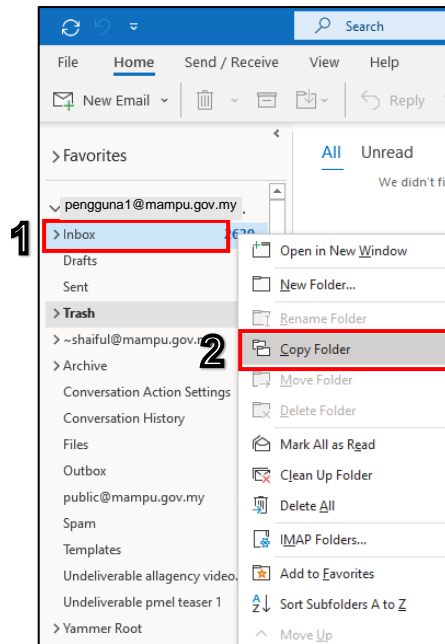 Search
File Home Send / Receive View Help
New Email Reply
Favorites
All Unread
We didn't fi
pengguna1@mampu.gov.my
1
Inbox
Drafts
Sent
Trash
~shaiful@mampu.gov.
Archive
Conversation Action Settings
Conversation History
Files
Outbox
public@mampu.gov.my
Spam
Templates
Undeliverable allagency video.
Undeliverable pmel teaser 1
Yammer Root
Open in New Window
New Folder...
Rename Folder
2
Copy Folder
Move Folder
Delete Folder
Mark All as Read
Clean Up Folder
Delete All
IMAP Folders...
Add to Favorites
Sort Subfolders A to Z
Move Up